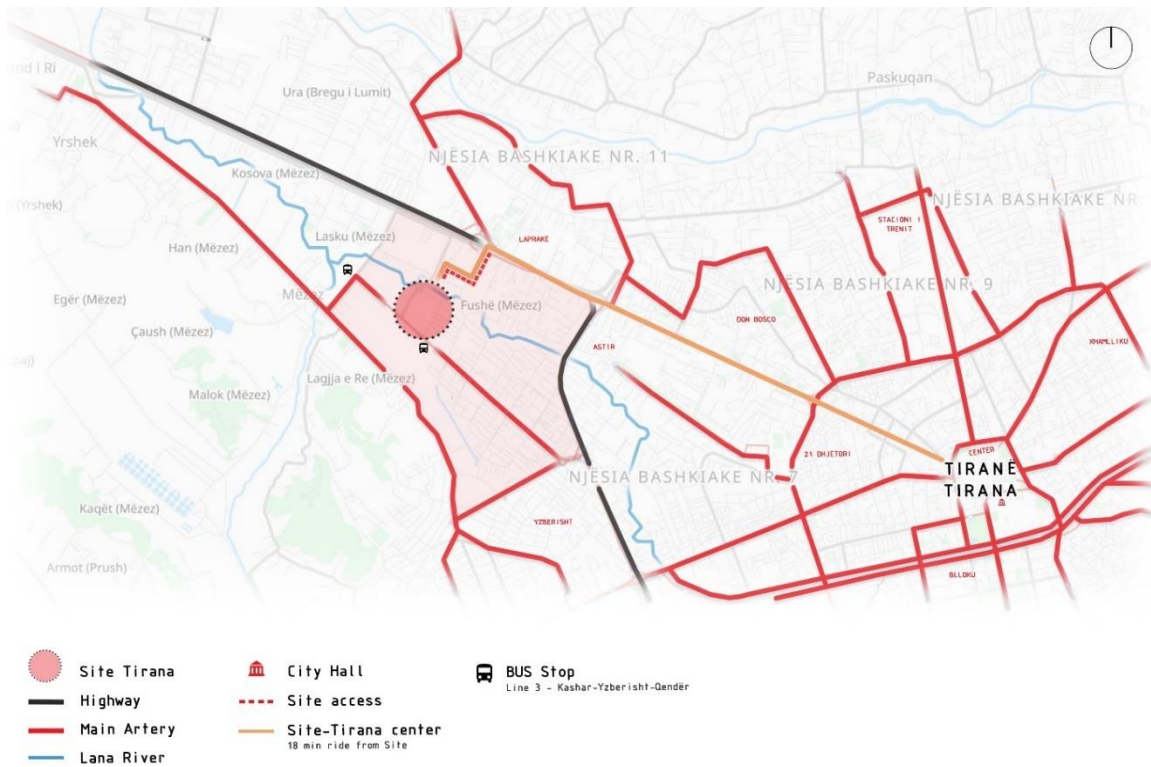 und i Ri
Ura (Bregu i Lumit)
Paskuqan
Yrshek
NJËSIA BASHKIAKE NR. 11
Kosova (Mëzez)
(Yrshek)
NJËSIA BASHKIAKE NR.
STACIONI I
TRENIT
Lasku (Mëzez)
LAPRAKË
Han (Mëzez)
NJËSIA BASHKIAKE NR. 9
Mëzez
Egër (Mëzez)
Fushë (Mëzez)
DON BOSCO
Çaush (Mëzez)
ASTIR
XHAMLLIKU
paj)
Lagjja e Re (Mëzez)
Malok (Mëzez)
21 DHJETORI
CENTER
TIRANË
TIRANA
NJËSIA BASHKIAKE NR. 7
Kaqët (Mëzez)
YZBERISHT
Armot (Prush)
BLLOKU
Site Tirana
Highway
Main Artery
Lana River
City Hall
Site access
Site-Tirana center
18 min ride from Site
BUS Stop
Line 3 - Kashar-Yzberisht-Qendër